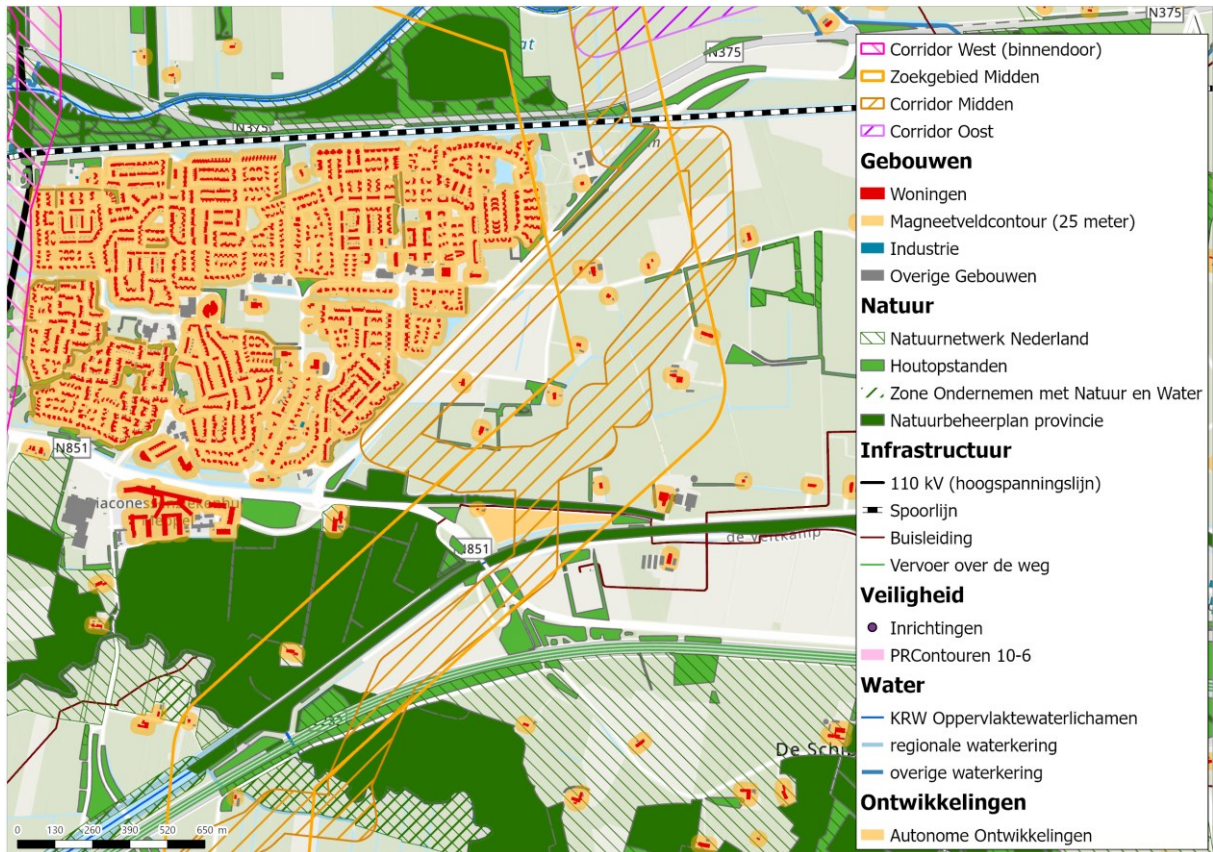 N375
N375
N375
N851
N851
de Veltkamp
0 130 260 390 520 650 m
Corridor West (binnendoor)
Zoekgebied Midden
Corridor Midden
Corridor Oost
Gebouwen
Woningen
Magneetveldcontour (25 meter)
Industrie
Overige Gebouwen
Natuur
Natuurnetwerk Nederland
Houtopstanden
Zone Ondernemen met Natuur en Water
Natuurbeheerplan provincie
Infrastructuur
110 kV (hoogspanningslijn)
Spoorlijn
Buisleiding
Vervoer over de weg
Veiligheid
Inrichtingen
PRContouren 10-6
Water
KRW Oppervlaktewaterlichamen
regionale waterkering
overige waterkering
Ontwikkelingen
Autonome Ontwikkelingen